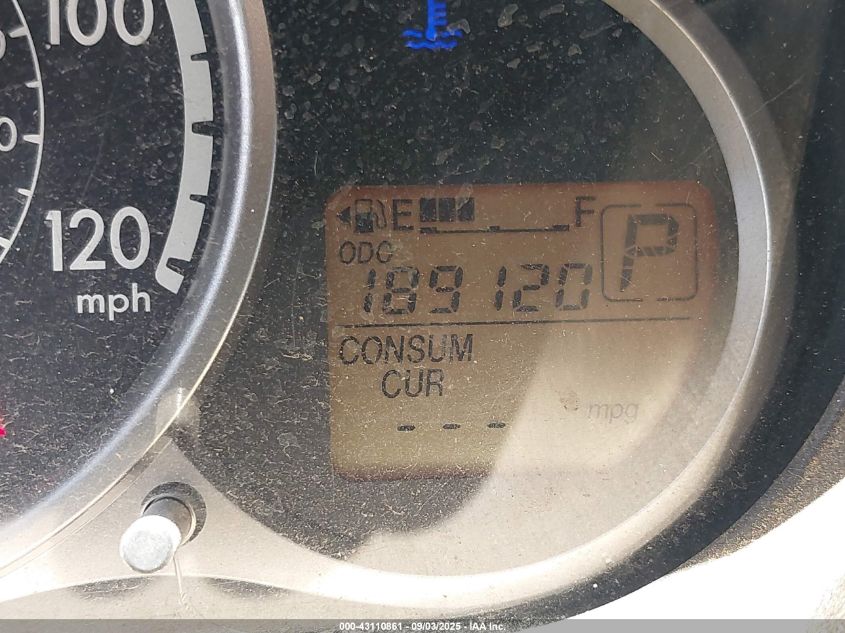 100
120
mph
E F
P
ODO
189120
CONSUM
CUR
--- mpg
000-43110861 - 09/03/2025 - IAA Inc.